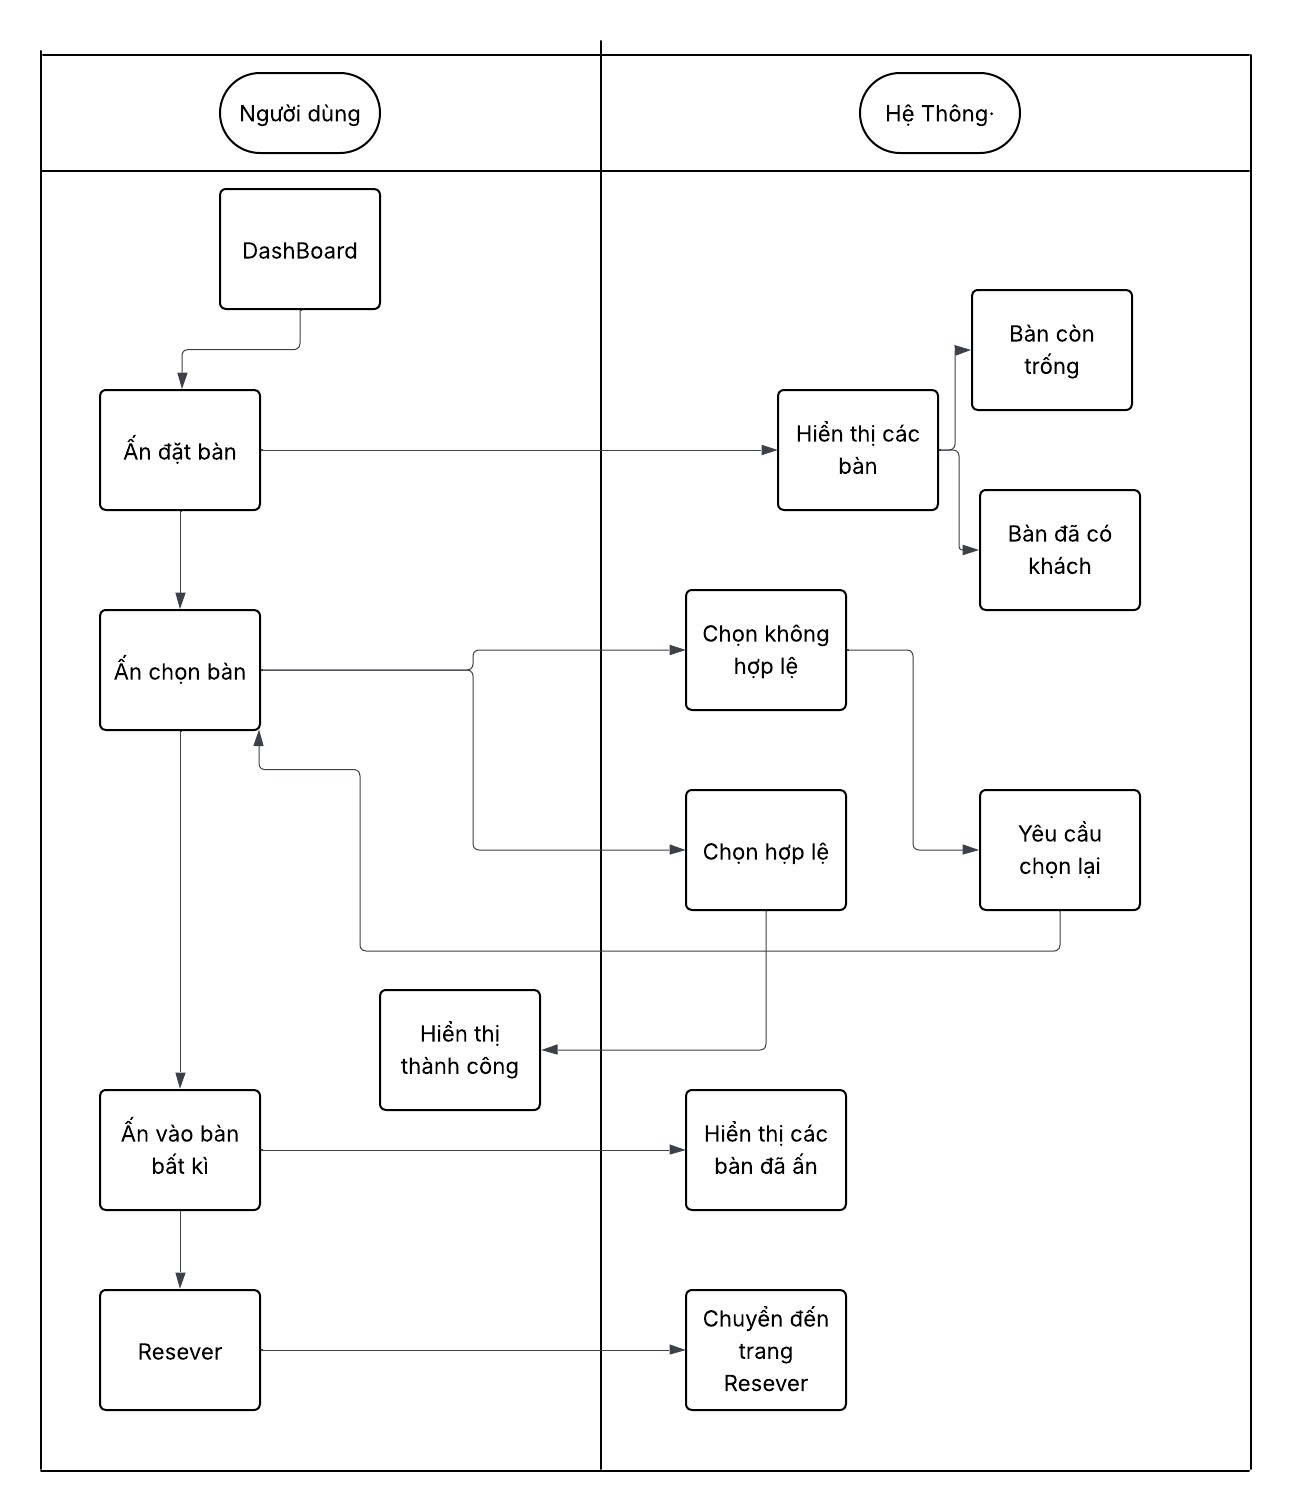 Người dùng
Hệ Thông·
DashBoard
Bàn còn
trống
Ấn đặt bàn
Hiển thị các
bàn
Bàn đã có
khách
Ấn chọn bàn
Chọn không
hợp lệ
Chọn hợp lệ
Yêu cầu
chọn lại
Hiển thị
thành công
Ấn vào bàn
bất kì
Hiển thị các
bàn đã ấn
Resever
Chuyển đến
trang
Resever